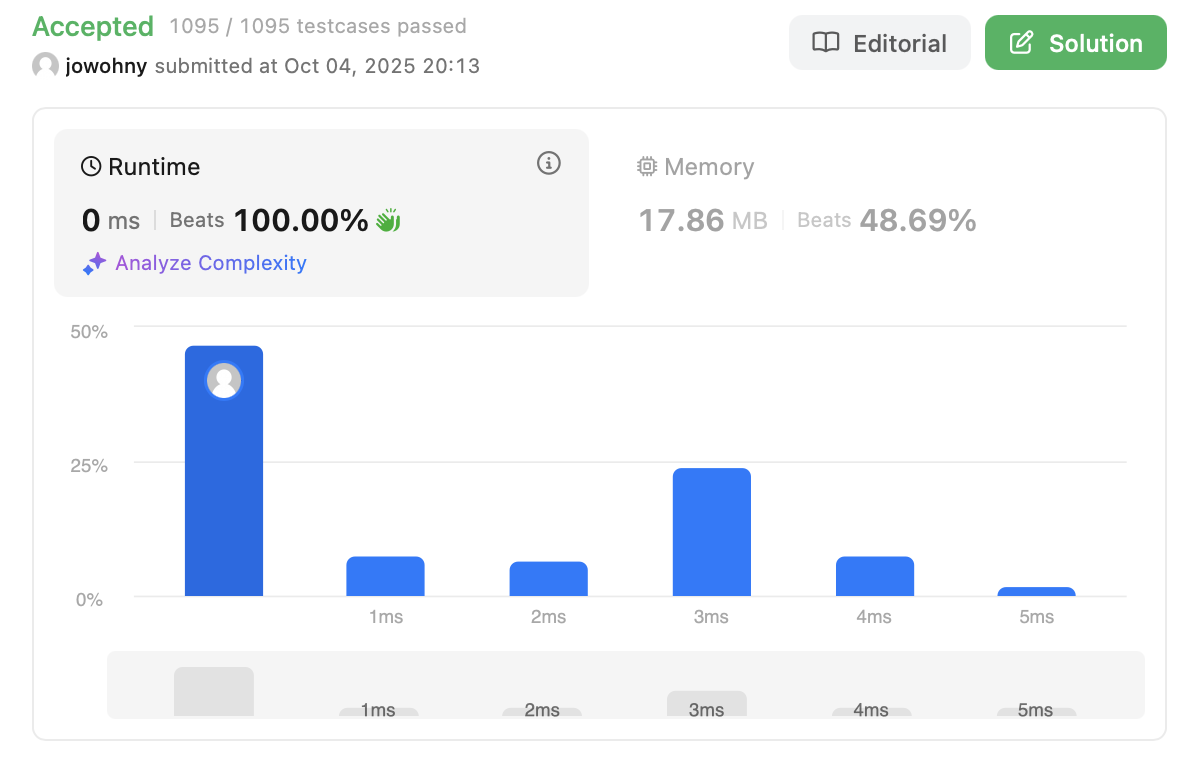 Accepted 1095 / 1095 testcases passed
jowohny submitted at Oct 04, 2025 20:13
Editorial
Solution
Runtime
0 ms | Beats 100.00%
Analyze Complexity
Memory
17.86 MB | Beats 48.69%
50%
25%
0%
1ms 2ms 3ms 4ms 5ms
1ms 2ms 3ms 4ms 5ms